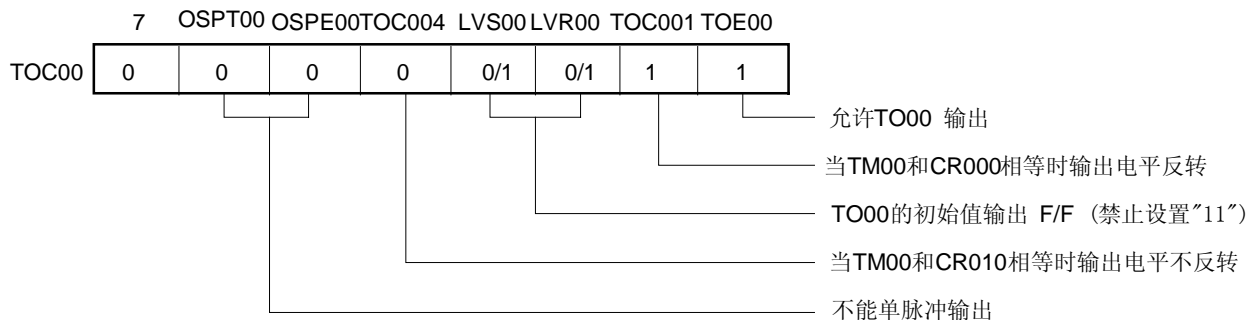 7 OSPT00 OSPE00 TOC004 LVS00 LVR00 TOC001 TOE00
TOC00 0 0 0 0 0/1 0/1 1 1
允许TO00 输出
当TM00和CR000相等时输出电平反转
TO00的初始值输出 F/F (禁止设置"11")
当TM00和CR010相等时输出电平不反转
不能单脉冲输出